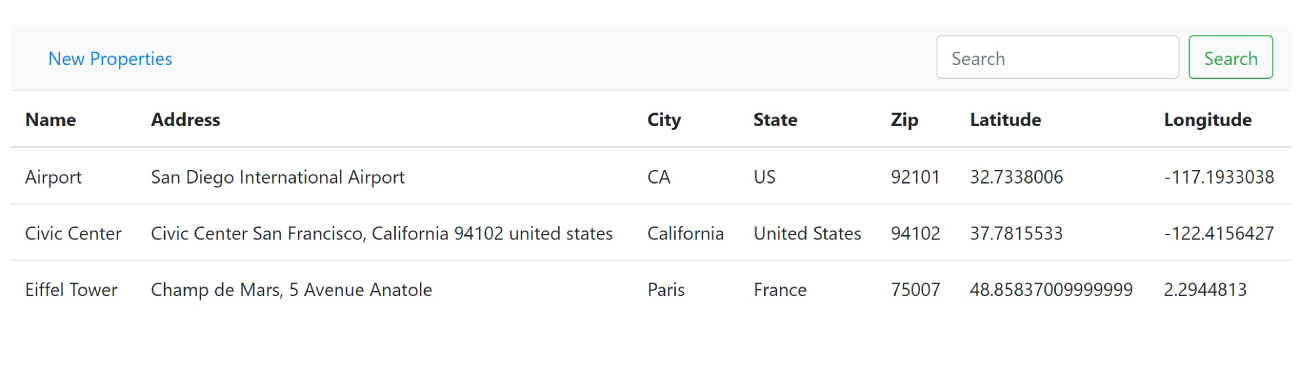 New Properties Search Search
Name Address City State Zip Latitude Longitude
Airport San Diego International Airport CA US 92101 32.7338006 -117.1933038
Civic Center Civic Center San Francisco, California 94102 united states California United States 94102 37.7815533 -122.4156427
Eiffel Tower Champ de Mars, 5 Avenue Anatole Paris France 75007 48.85837009999999 2.2944813